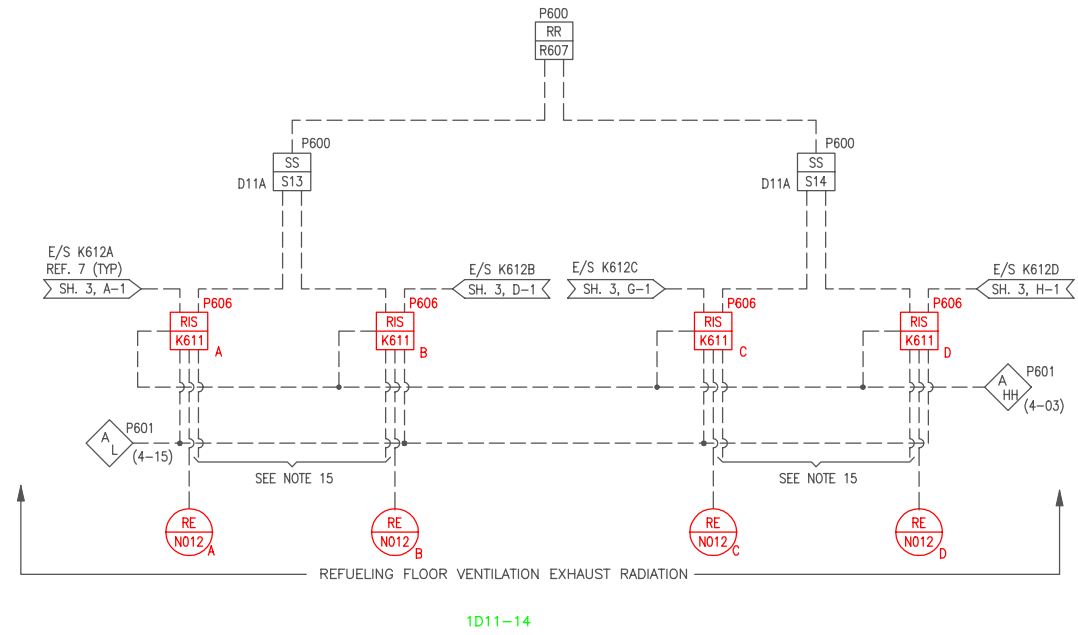 P600
RR
R607
P600
SS
D11A
S13
P600
SS
D11A
S14
E/S K612A
REF. 7 (TYP)
SH. 3, A-1
E/S K612B
SH. 3, D-1
E/S K612C
SH. 3, G-1
E/S K612D
SH. 3, H-1
P606
RIS
K611
A
P606
RIS
K611
B
P606
RIS
K611
C
P606
RIS
K611
D
P601
A
HH
(4-03)
P601
A
L
(4-15)
SEE NOTE 15
SEE NOTE 15
RE
N012
A
RE
N012
B
RE
N012
C
RE
N012
D
REFUELING FLOOR VENTILATION EXHAUST RADIATION
1D11-14